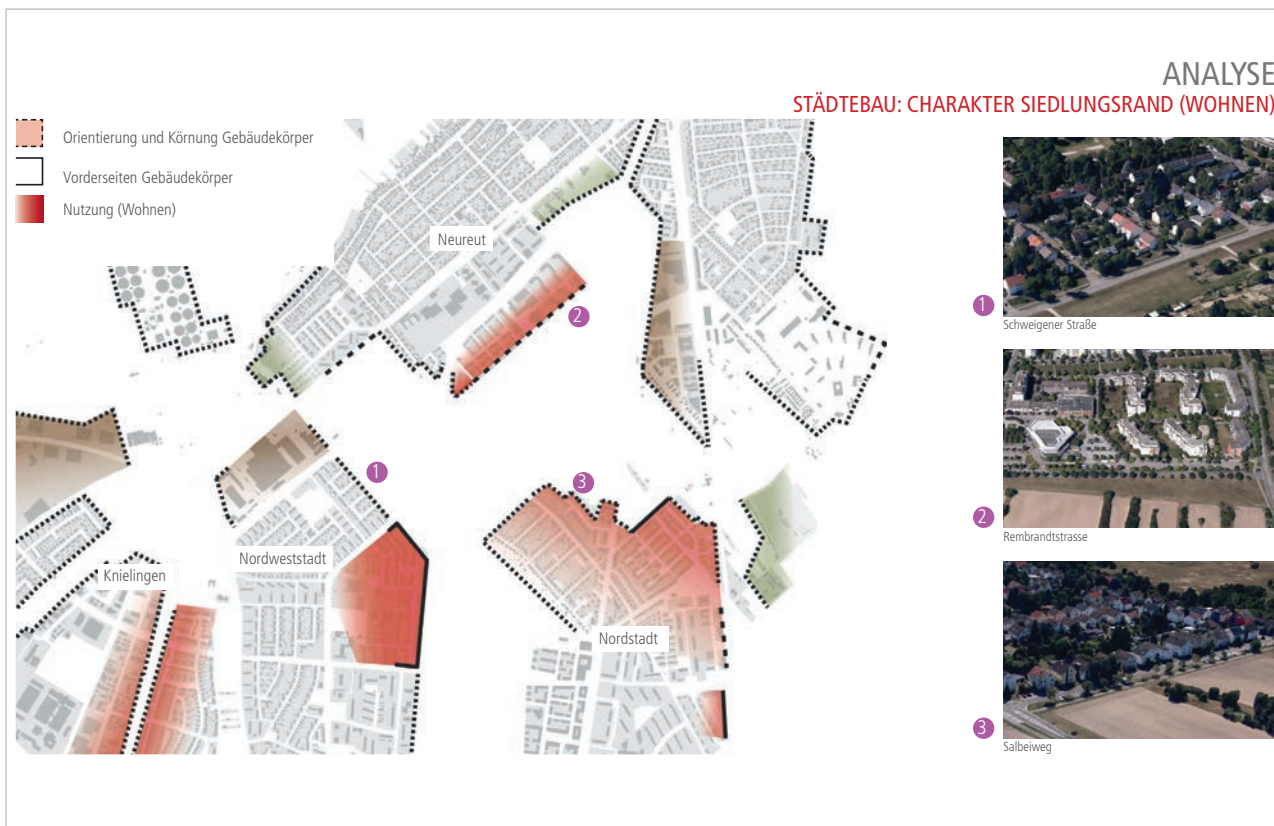 ANALYSE
STÄDTEBAU: CHARAKTER SIEDLUNGSRAND (WOHNEN)
Orientierung und Körnung Gebäudekörper
Vorderseiten Gebäudekörper
Nutzung (Wohnen)
Neureut
2
1
3
Nordweststadt
Knielingen
Nordstadt
1
Schweigener Straße
2
Rembrandtstrasse
3
Salbeiweg